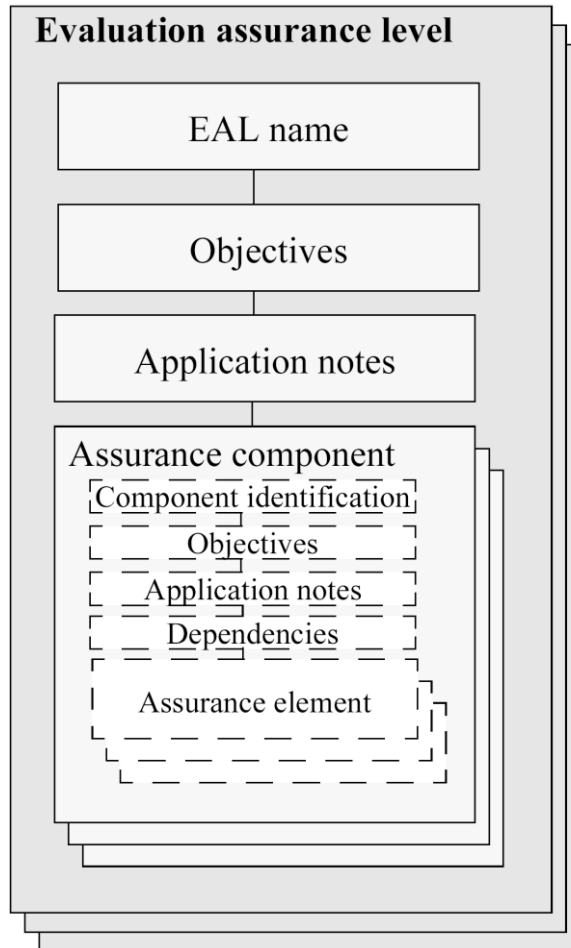 Evaluation assurance level
EAL name
Objectives
Application notes
Assurance component
Component identification
Objectives
Application notes
Dependencies
Assurance element